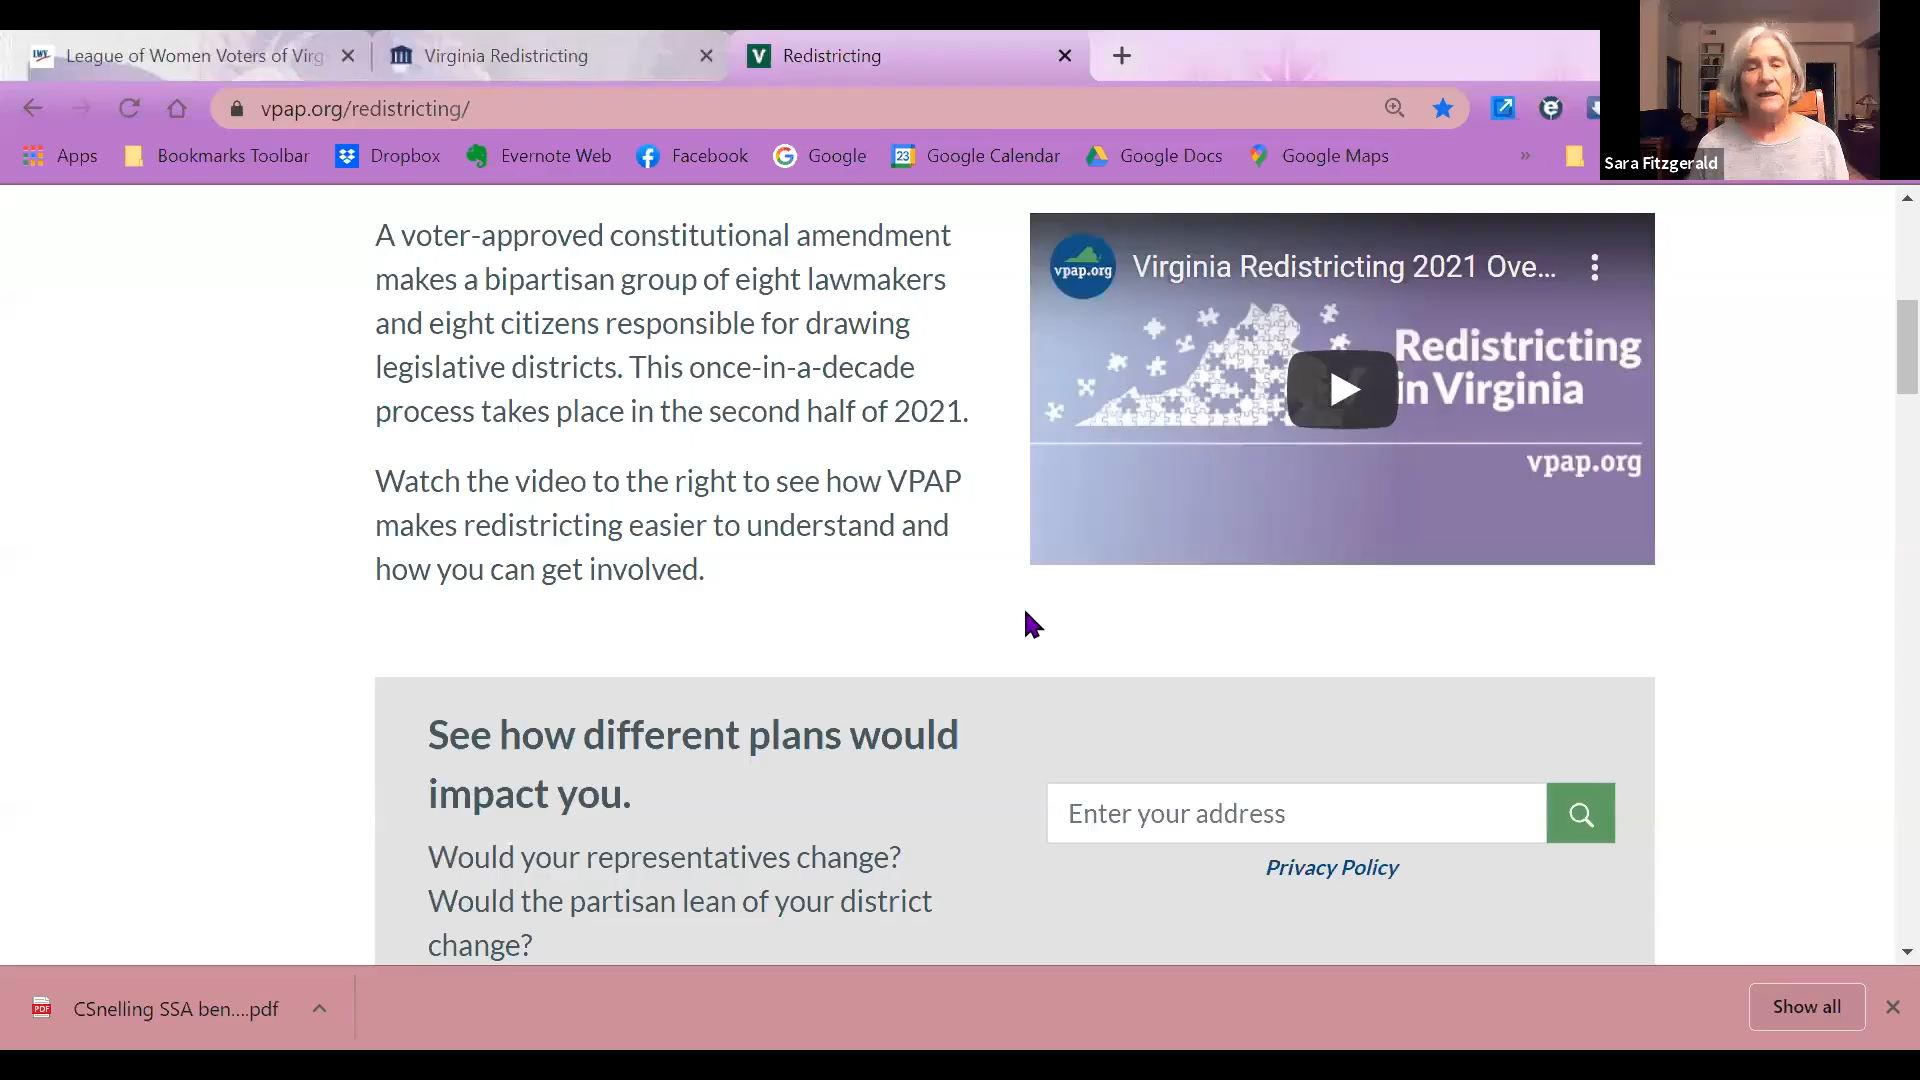 League of Women Voters of Virg
Virginia Redistricting
Redistricting
vpap.org/redistricting/
Apps
Bookmarks Toolbar
Dropbox
Evernote Web
Facebook
Google
23
Google Calendar
Google Docs
Google Maps
»
Sara Fitzgerald
A voter-approved constitutional amendment
makes a bipartisan group of eight lawmakers
and eight citizens responsible for drawing
legislative districts. This once-in-a-decade
process takes place in the second half of 2021.
Watch the video to the right to see how VPAP
makes redistricting easier to understand and
how you can get involved.
vpap.org
Virginia Redistricting 2021 Ove...
Redistricting
in Virginia
vpap.org
See how different plans would
impact you.
Would your representatives change?
Would the partisan lean of your district
change?
Enter your address
Privacy Policy
PDF
CSnelling SSA ben....pdf
Show all